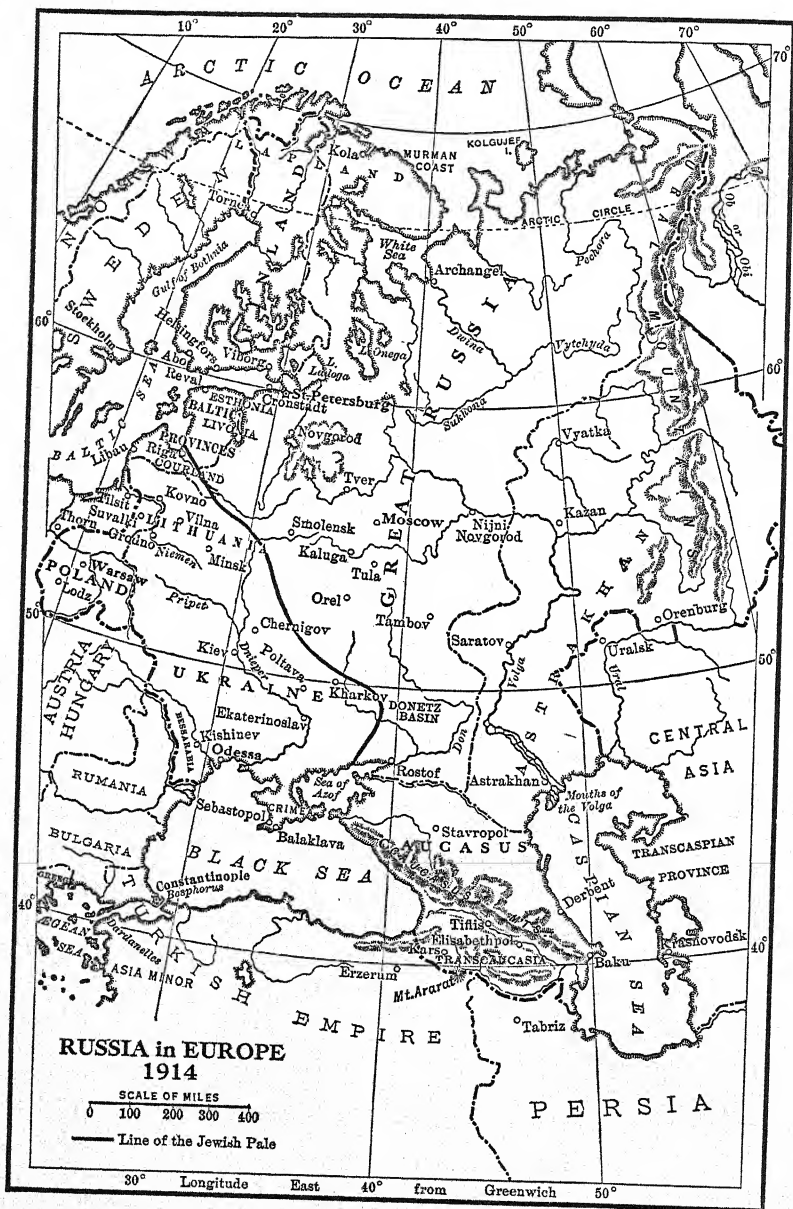 10° 20° 30° 40° 50° 60° 70°
70°
ARCTIC OCEAN
NORWAY
LAPLAND
Kola
MURMAN
COAST
KOLGUJEF
I.
ARCTIC CIRCLE
SWEDEN
Tornea
FINLAND
White
Sea
Archangel
Pechora
Ob or
Obi
URAL MOUNTAINS
Gulf of Bothnia
Stockholm
60°
Helsingfors
Abo
Viborg
L.
Ladoga
L. Onega
Dwina
Vytchyda
60°
GREAT RUSSIA
Sukhona
Reval
St. Petersburg
Cronstadt
ESTHONIA
BALTIC
LIVONIA
PROVINCES
BALTIC SEA
Novgorod
Vyatka
Libau
Riga
COURLAND
Tver
Tilsit
Kovno
Suvalki
Vilna
LITHUANIA
Thorn
Grodno
Niemen
Minsk
Smolensk
Moscow
Nijni
Novgorod
Kazan
Kaluga
Tula
Warsaw
POLAND
Lodz
Pripet
Orel
Tambov
ASTRAKHAN
Orenburg
50°
Chernigov
Saratov
Uralsk
Volga
Ural
50°
Kiev
Dnieper
Poltava
UKRAINE
Kharkov
AUSTRIA
HUNGARY
DONETZ
BASIN
Don
Ekaterinoslav
BESSARABIA
Kishinev
Odessa
CENTRAL
ASIA
RUMANIA
Sea of
Azof
Rostof
Astrakhan
Mouths of
the Volga
Sebastopol
CRIMEA
Balaklava
Stavropol
CAUCASUS
Caucasus
BULGARIA
BLACK SEA
CASPIAN SEA
TRANSCASPIAN
PROVINCE
40°
GREECE
Constantinople
Bosphorus
Derbent
ÆGEAN
SEA
Dardanelles
Tiflis
Elisabethpol
Kars
TRANSCAUCASIA
Baku
Krasnovodsk
40°
ASIA MINOR
Erzerum
Mt. Ararat
TURKISH EMPIRE
Tabriz
PERSIA
RUSSIA in EUROPE
1914
SCALE OF MILES
0 100 200 300 400
Line of the Jewish Pale
30° Longitude East 40° from Greenwich 50°